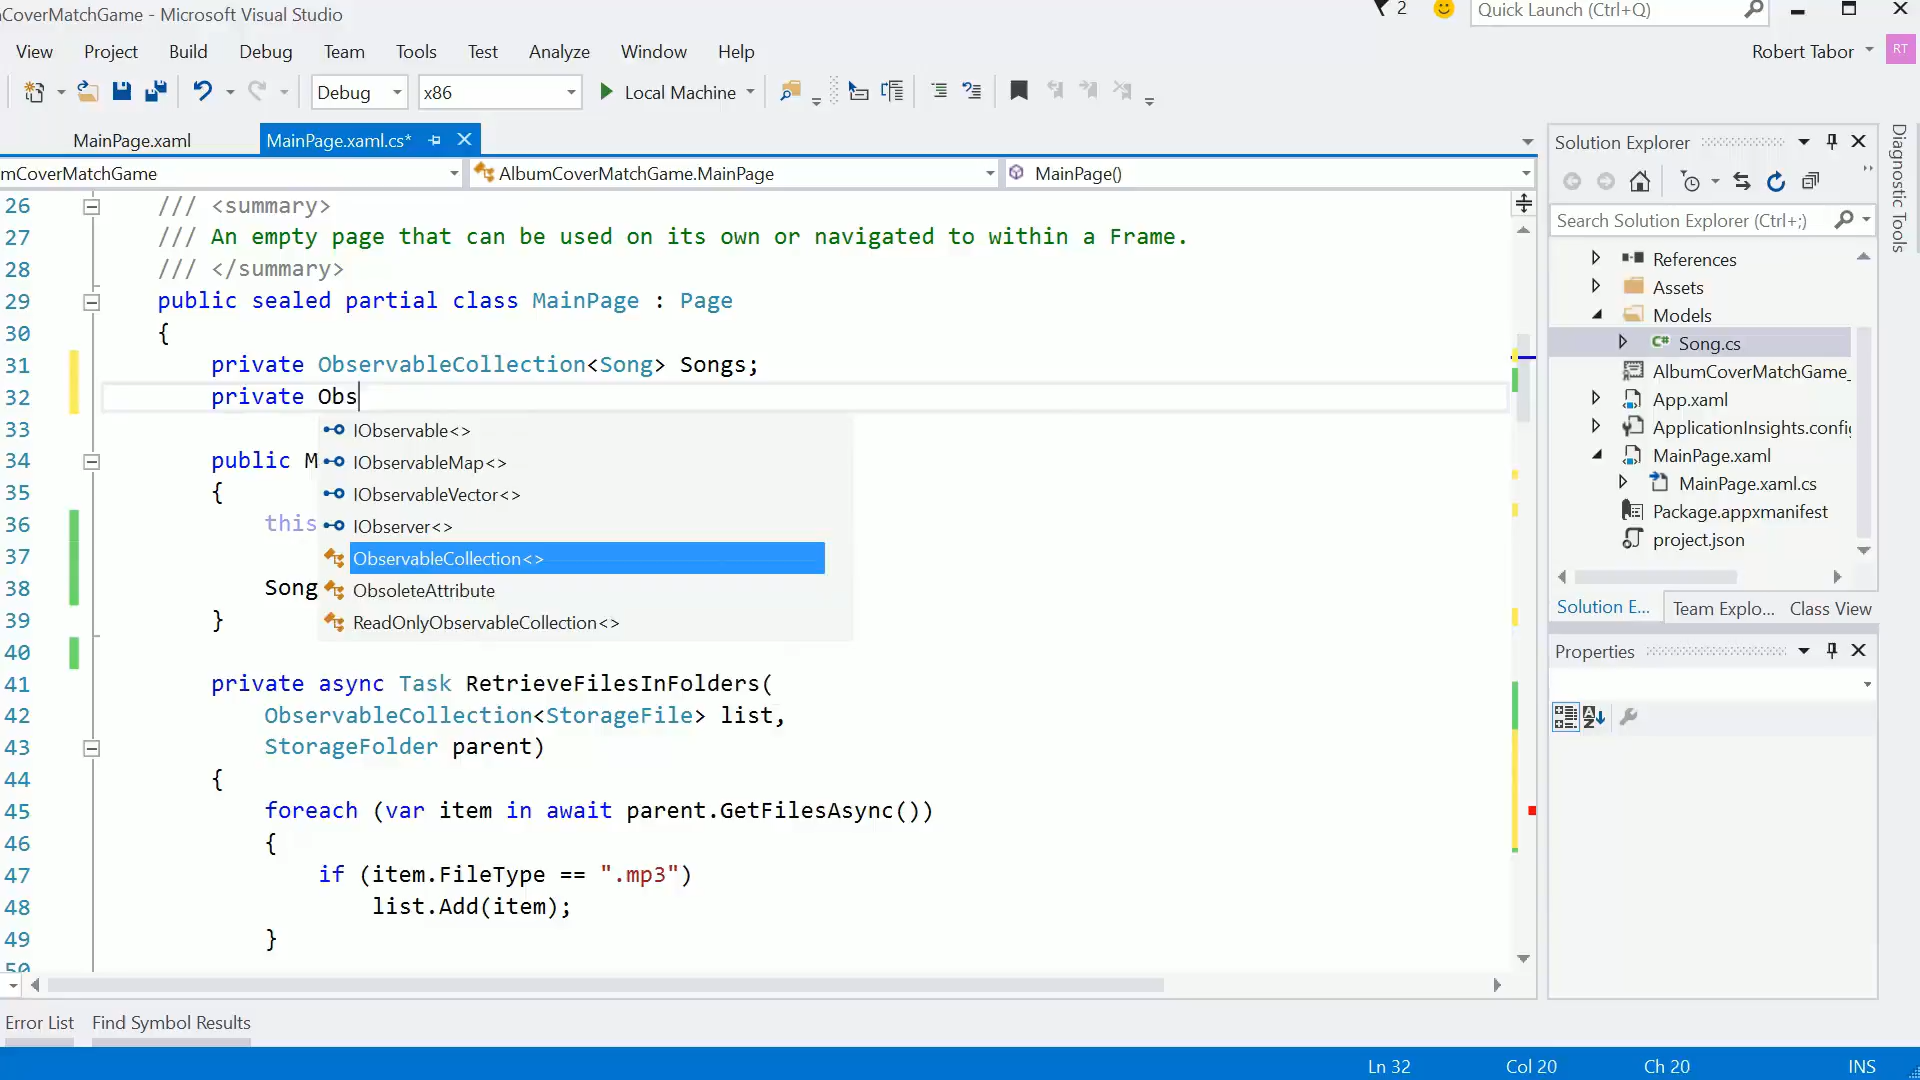 CoverMatchGame - Microsoft Visual Studio
2
Quick Launch (Ctrl+Q)
View Project Build Debug Team Tools Test Analyze Window Help
Robert Tabor RT
Debug x86 Local Machine
MainPage.xaml MainPage.xaml.cs*
mCoverMatchGame AlbumCoverMatchGame.MainPage MainPage()
26 /// <summary>
27 /// An empty page that can be used on its own or navigated to within a Frame.
28 /// </summary>
29 public sealed partial class MainPage : Page
30 {
31 private ObservableCollection<Song> Songs;
32 private Obs
33
34 public M
35 {
36 this
37
38 Song
39 }
40
41 private async Task RetrieveFilesInFolders(
42 ObservableCollection<StorageFile> list,
43 StorageFolder parent)
44 {
45 foreach (var item in await parent.GetFilesAsync())
46 {
47 if (item.FileType == ".mp3")
48 list.Add(item);
49 }
50
IObservable<>
IObservableMap<>
IObservableVector<>
IObserver<>
ObservableCollection<>
ObsoleteAttribute
ReadOnlyObservableCollection<>
Solution Explorer
Search Solution Explorer (Ctrl+;)
References
Assets
Models
Song.cs
AlbumCoverMatchGame_
App.xaml
ApplicationInsights.config
MainPage.xaml
MainPage.xaml.cs
Package.appxmanifest
project.json
Solution E... Team Explo... Class View
Properties
Diagnostic Tools
Error List Find Symbol Results
Ln 32 Col 20 Ch 20 INS